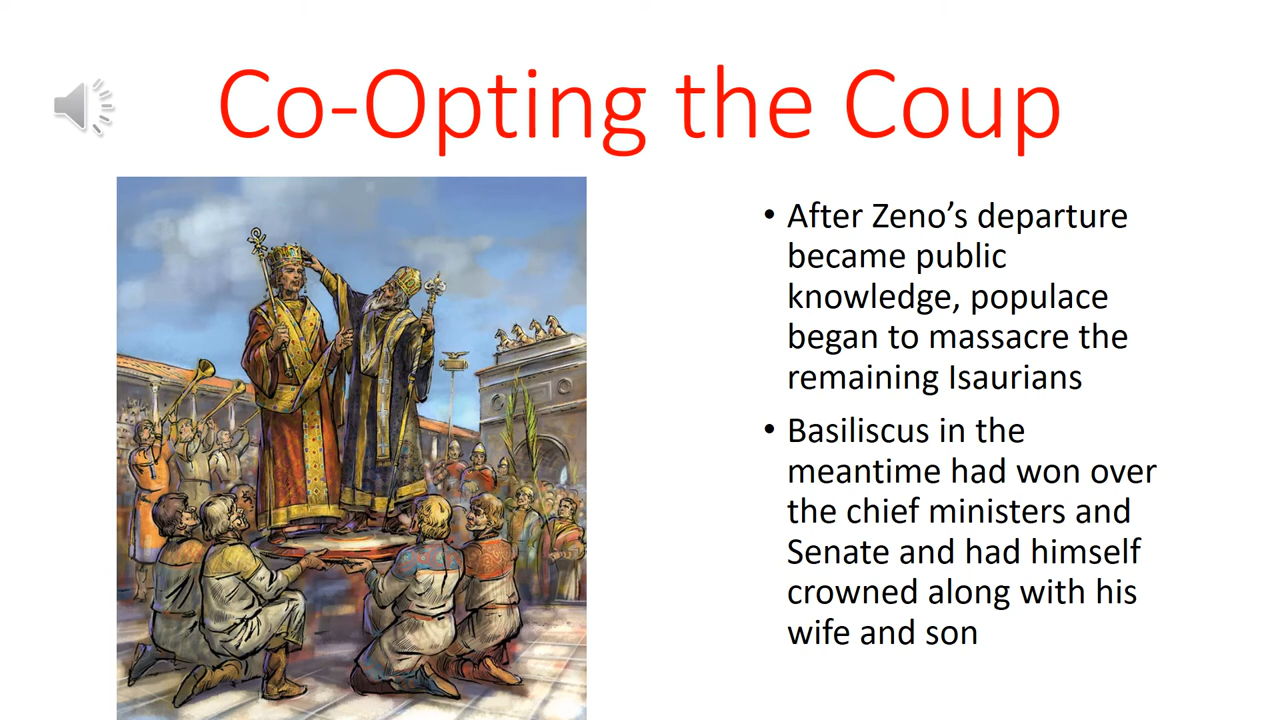 Co-Opting the Coup
• After Zeno’s departure
became public
knowledge, populace
began to massacre the
remaining Isaurians
• Basiliscus in the
meantime had won over
the chief ministers and
Senate and had himself
crowned along with his
wife and son